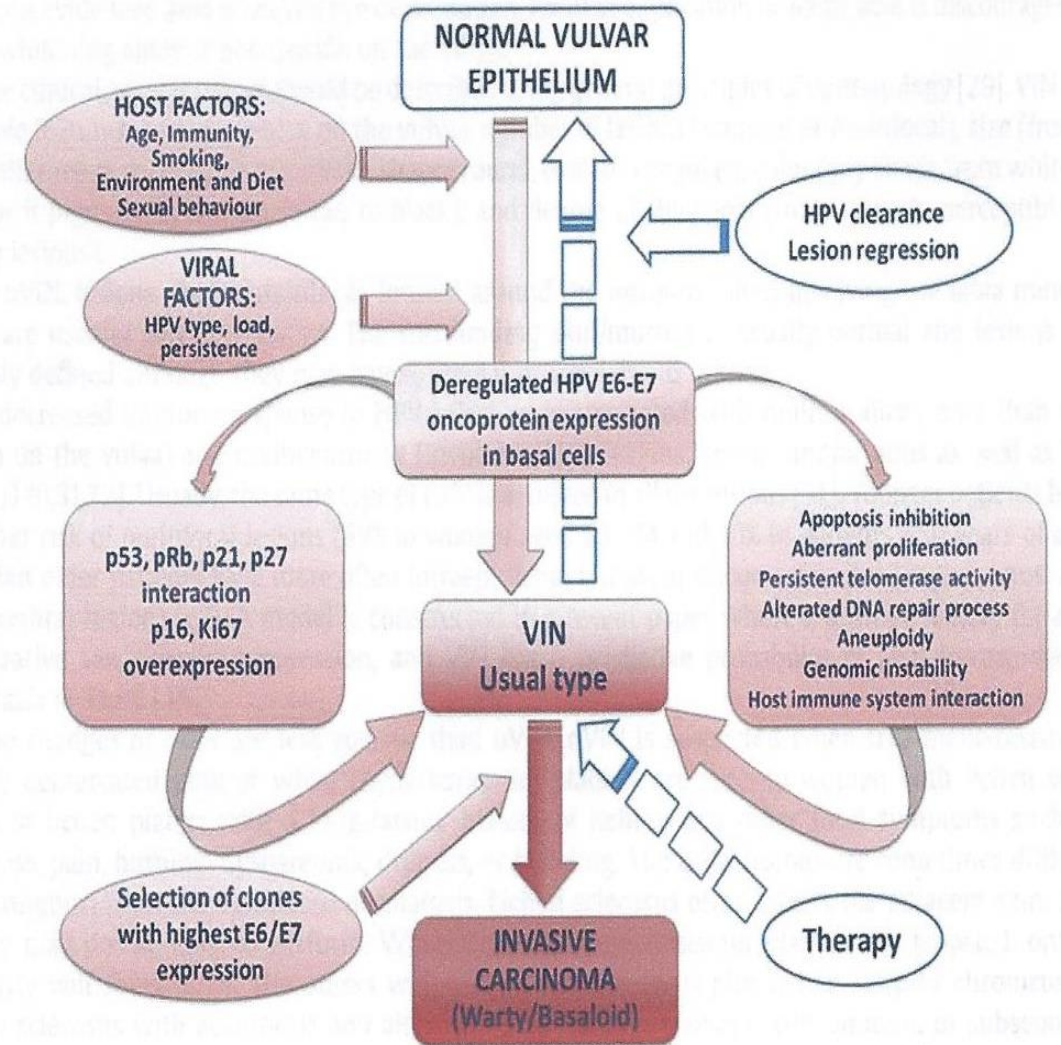 NORMAL VULVAR
EPITHELIUM
HOST FACTORS:
Age, Immunity,
Smoking,
Environment and Diet
Sexual behaviour
HPV clearance
Lesion regression
VIRAL
FACTORS:
HPV type, load,
persistence
Deregulated HPV E6-E7
oncoprotein expression
in basal cells
p53, pRb, p21, p27
interaction
p16, Ki67
overexpression
Apoptosis inhibition
Aberrant proliferation
Persistent telomerase activity
Altered DNA repair process
Aneuploidy
Genomic instability
Host immune system interaction
VIN
Usual type
Selection of clones
with highest E6/E7
expression
INVASIVE
CARCINOMA
(Warty/Basaloid)
Therapy